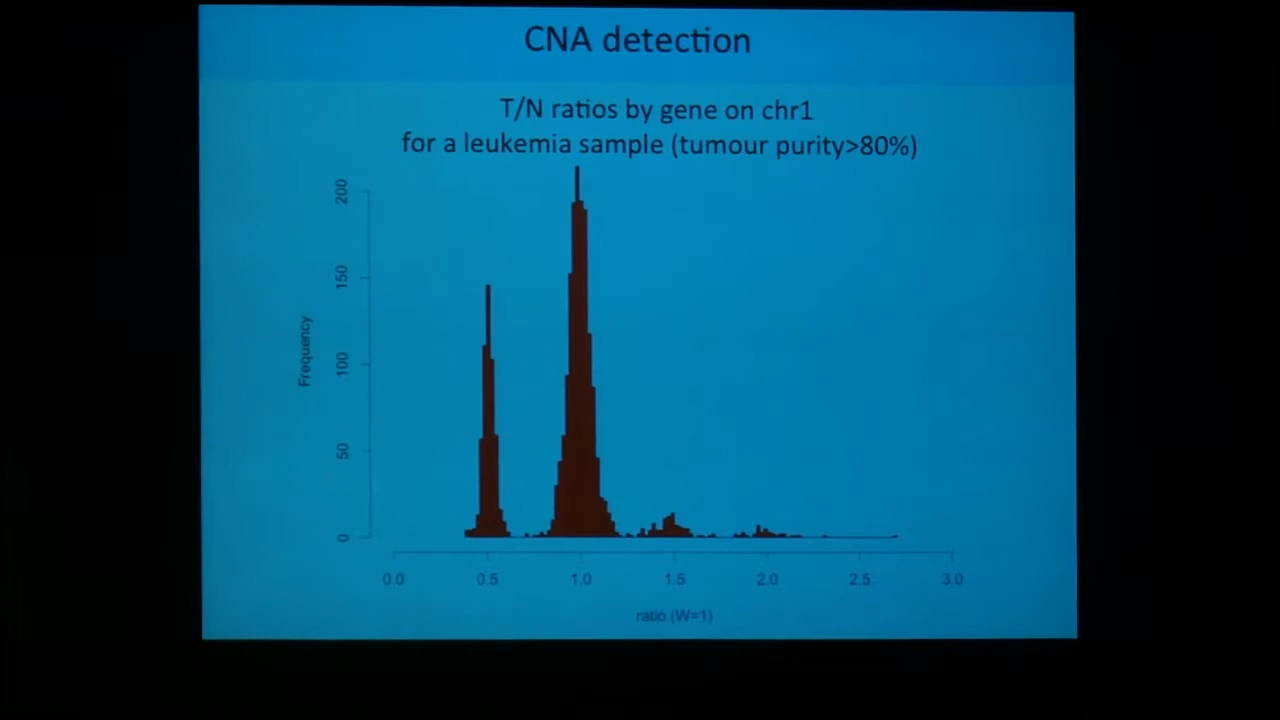 CNA detection
T/N ratios by gene on chr1
for a leukemia sample (tumour purity>80%)
200
150
100
50
0
Frequency
0.0 0.5 1.0 1.5 2.0 2.5 3.0
ratio (W=1)